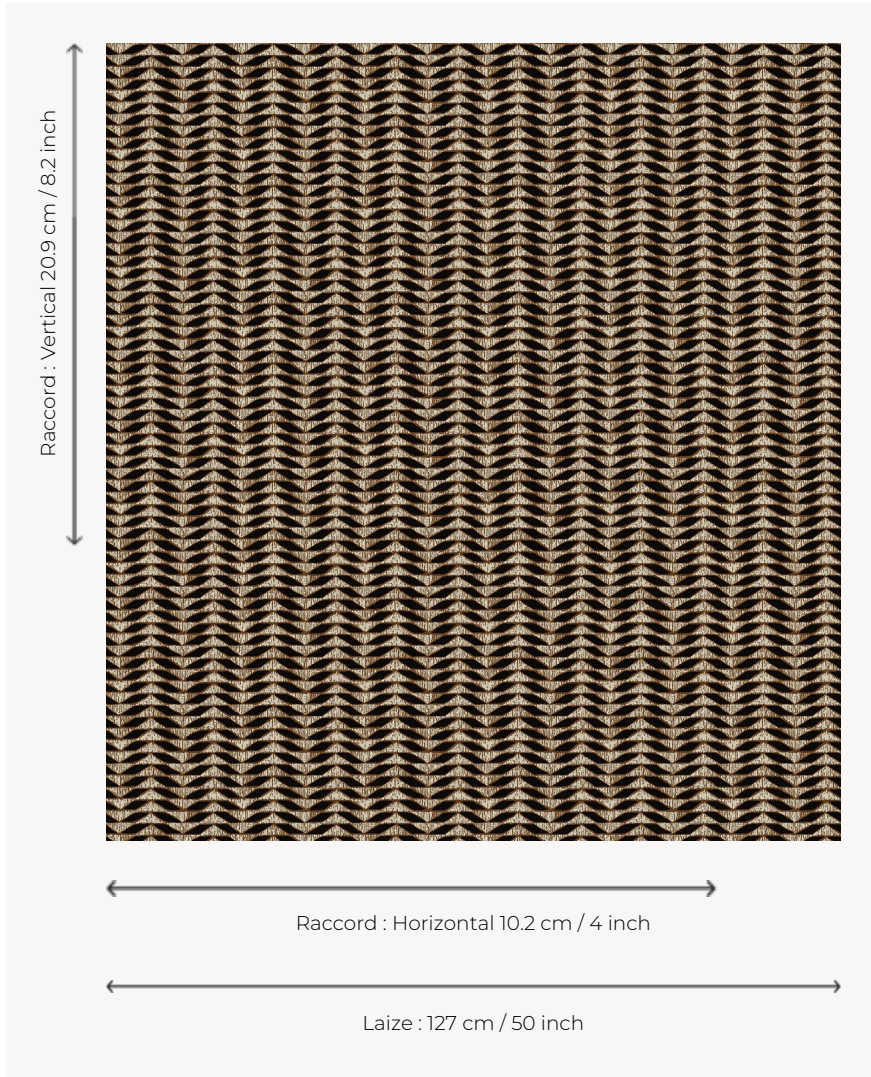 Raccord : Vertical 20.9 cm / 8.2 inch
Raccord : Horizontal 10.2 cm / 4 inch
Laize : 127 cm / 50 inch